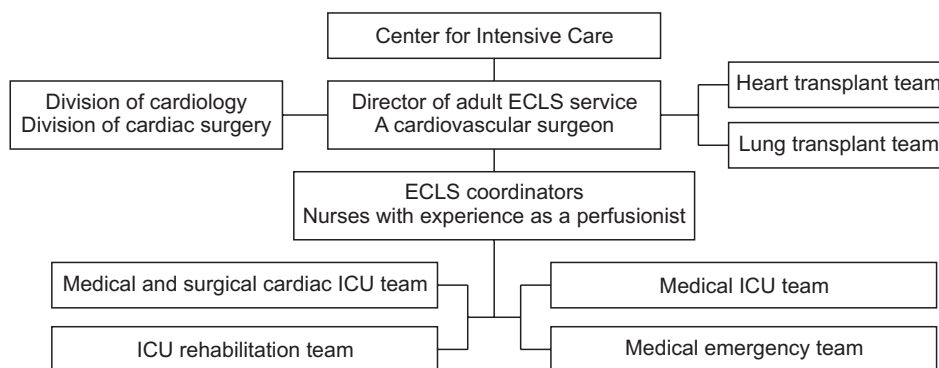 Center for Intensive Care
Division of cardiology
Division of cardiac surgery
Director of adult ECLS service
A cardiovascular surgeon
Heart transplant team
Lung transplant team
ECLS coordinators
Nurses with experience as a perfusionist
Medical and surgical cardiac ICU team
Medical ICU team
ICU rehabilitation team
Medical emergency team